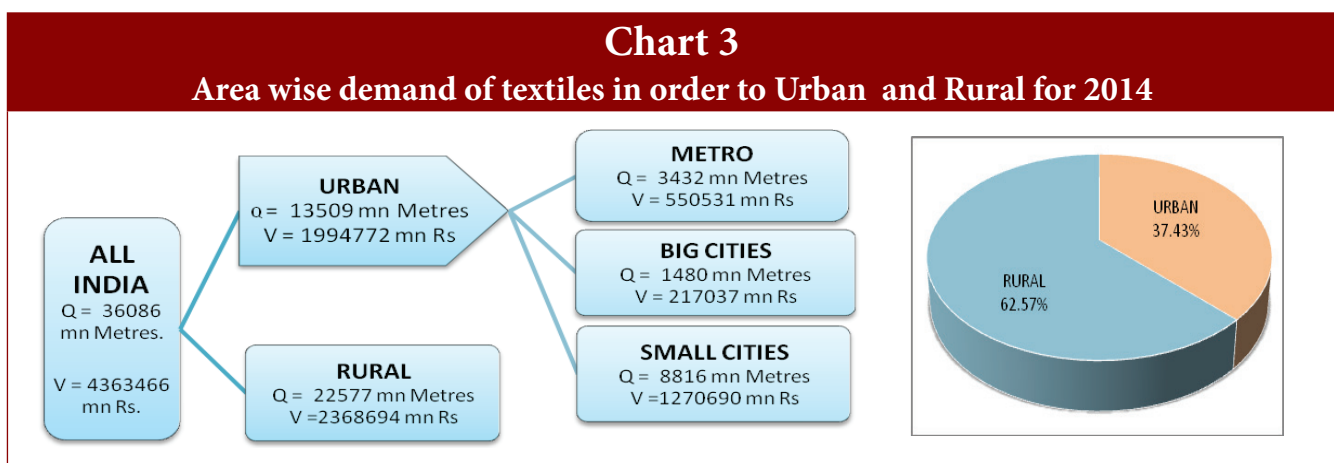 Chart 3
Area wise demand of textiles in order to Urban and Rural for 2014
ALL
INDIA
Q = 36086
mn Metres.
V = 4363466
mn Rs.
URBAN
Q = 13509 mn Metres
V = 1994772 mn Rs
RURAL
Q = 22577 mn Metres
V =2368694 mn Rs
METRO
Q = 3432 mn Metres
V = 550531 mn Rs
BIG CITIES
Q = 1480 mn Metres
V = 217037 mn Rs
SMALL CITIES
Q = 8816 mn Metres
V =1270690 mn Rs
URBAN
37.43%
RURAL
62.57%